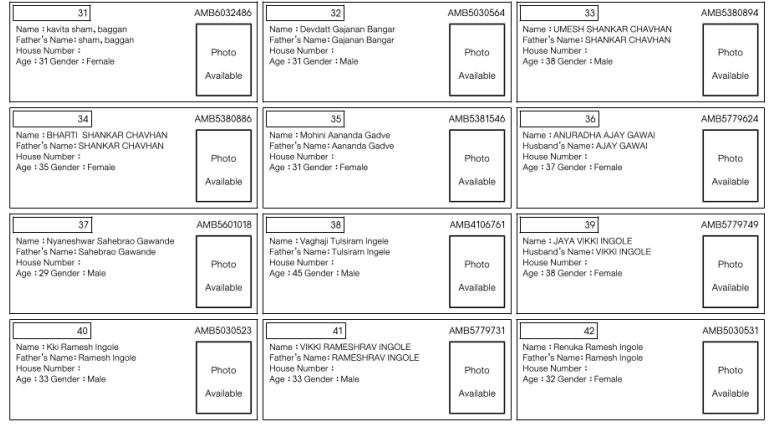 31 AMB6032486
Name : kavita sham, baggan
Father's Name: sham, baggan
House Number :
Age : 31 Gender : Female
Photo
Available
32 AMB5030564
Name : Devdatt Gajanan Bangar
Father's Name: Gajanan Bangar
House Number :
Age : 31 Gender : Male
Photo
Available
33 AMB5380894
Name : UMESH SHANKAR CHAVHAN
Father's Name: SHANKAR CHAVHAN
House Number :
Age : 38 Gender : Male
Photo
Available
34 AMB5380886
Name : BHARTI SHANKAR CHAVHAN
Father's Name: SHANKAR CHAVHAN
House Number :
Age : 35 Gender : Female
Photo
Available
35 AMB5381546
Name : Mohini Aananda Gadve
Father's Name: Aananda Gadve
House Number :
Age : 31 Gender : Female
Photo
Available
36 AMB5779624
Name : ANURADHA AJAY GAWAI
Husband's Name: AJAY GAWAI
House Number :
Age : 37 Gender : Female
Photo
Available
37 AMB5601018
Name : Nyaneshwar Sahebrao Gawande
Father's Name: Sahebrao Gawande
House Number :
Age : 29 Gender : Male
Photo
Available
38 AMB4106761
Name : Vaghaji Tulsiram Ingele
Father's Name: Tulsiram Ingele
House Number :
Age : 45 Gender : Male
Photo
Available
39 AMB5779749
Name : JAYA VIKKI INGOLE
Husband's Name: VIKKI INGOLE
House Number :
Age : 38 Gender : Female
Photo
Available
40 AMB5030523
Name : Kki Ramesh Ingole
Father's Name: Ramesh Ingole
House Number :
Age : 33 Gender : Male
Photo
Available
41 AMB5779731
Name : VIKKI RAMESHRAV INGOLE
Father's Name: RAMESHRAV INGOLE
House Number :
Age : 33 Gender : Male
Photo
Available
42 AMB5030531
Name : Renuka Ramesh Ingole
Father's Name: Ramesh Ingole
House Number :
Age : 32 Gender : Female
Photo
Available